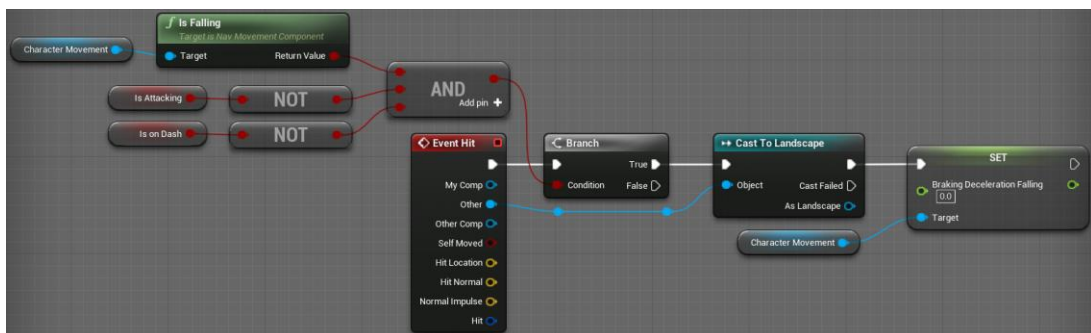 Is Falling
Target is Nav Movement Component
Character Movement
Target
Return Value
Is Attacking
NOT
AND
Add pin
Is on Dash
NOT
Event Hit
My Comp
Other
Other Comp
Self Moved
Hit Location
Hit Normal
Normal Impulse
Hit
Branch
True
Condition
False
Cast To Landscape
Object
Cast Failed
As Landscape
Character Movement
SET
Braking Deceleration Falling
0.0
Target